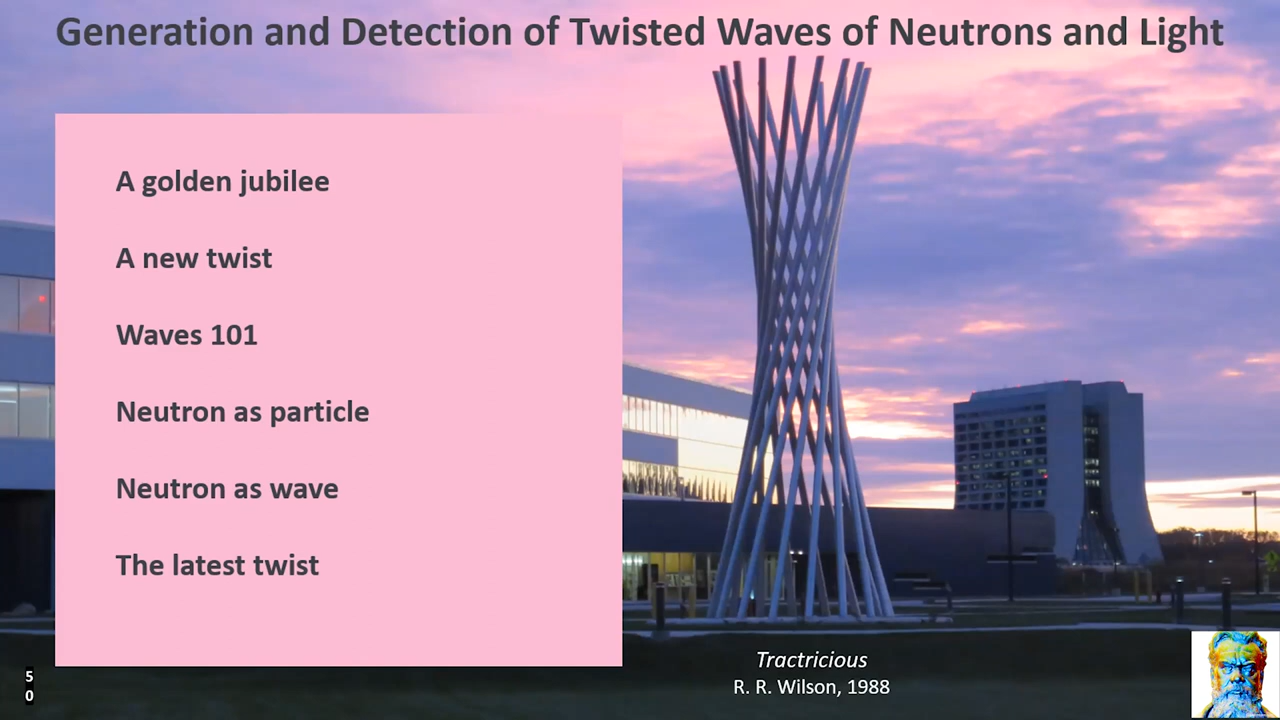 Generation and Detection of Twisted Waves of Neutrons and Light
A golden jubilee
A new twist
Waves 101
Neutron as particle
Neutron as wave
The latest twist
Tractricious
R. R. Wilson, 1988
5
0